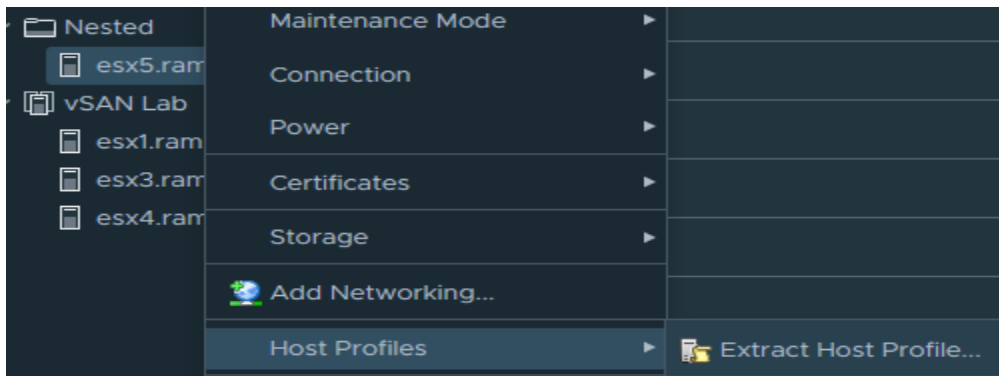 Nested
esx5.ram
vSAN Lab
esx1.ram
esx3.ram
esx4.ram
Maintenance Mode
Connection
Power
Certificates
Storage
Add Networking...
Host Profiles
Extract Host Profile...